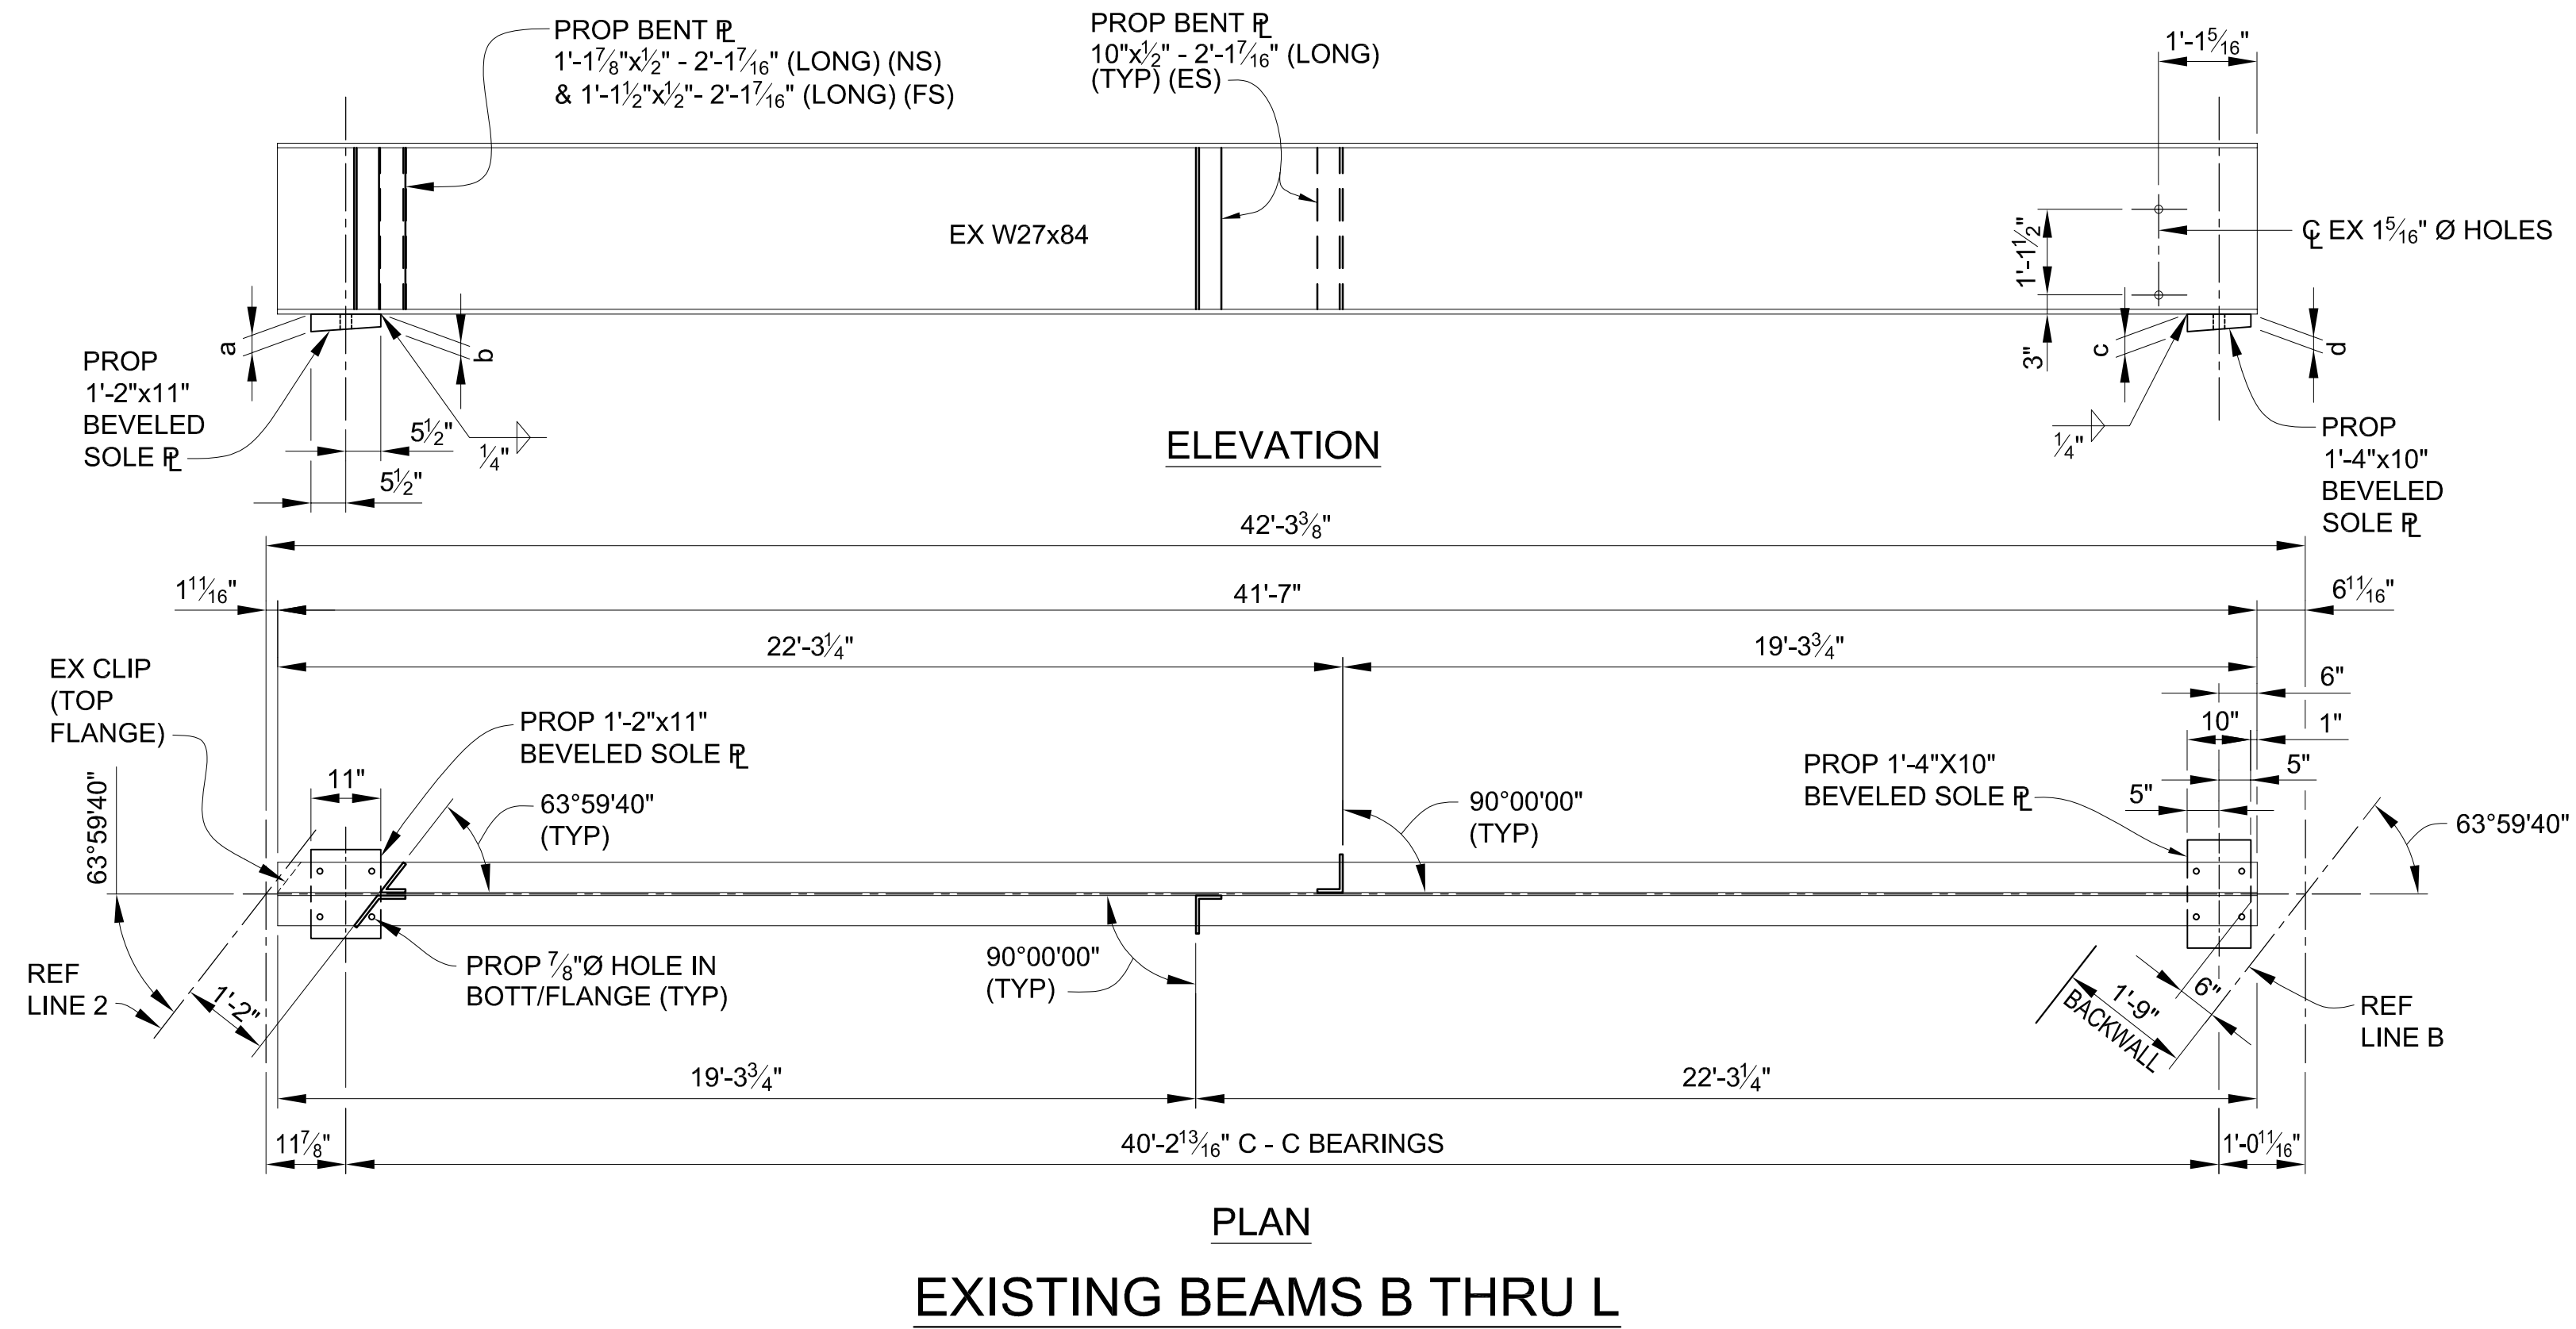 PROP BENT ℄
1'-1⅞"x½" - 2'-1⁷⁄₁₆" (LONG) (NS)
& 1'-1½"x½"- 2'-1⁷⁄₁₆" (LONG) (FS)
PROP BENT PL
10"x½" - 2'-1⁷⁄₁₆" (LONG)
(TYP) (ES)
1'-1⁵⁄₁₆"
EX W27x84
1'-1½"
CL EX 1⁵⁄₁₆" Ø HOLES
3"
a
b
c
d
PROP
1'-2"x11"
BEVELED
SOLE PL
5½"
5½"
¼"
ELEVATION
¼"
PROP
1'-4"x10"
BEVELED
SOLE PL
42'-3⅜"
1¹¹⁄₁₆"
41'-7"
6¹¹⁄₁₆"
22'-3¼"
19'-3¾"
EX CLIP
(TOP
FLANGE)
6"
10"
1"
PROP 1'-2"x11"
BEVELED SOLE PL
11"
63°59'40"
63°59'40"
(TYP)
90°00'00"
(TYP)
PROP 1'-4"X10"
BEVELED SOLE PL
5"
5"
63°59'40"
REF
LINE 2
1'-2"
PROP ⅞"Ø HOLE IN
BOTT/FLANGE (TYP)
90°00'00"
(TYP)
1'-9"
BACKWALL
6"
REF
LINE B
19'-3¾"
22'-3¼"
11⅞"
40'-2¹³⁄₁₆" C - C BEARINGS
1'-0¹¹⁄₁₆"
PLAN
EXISTING BEAMS B THRU L